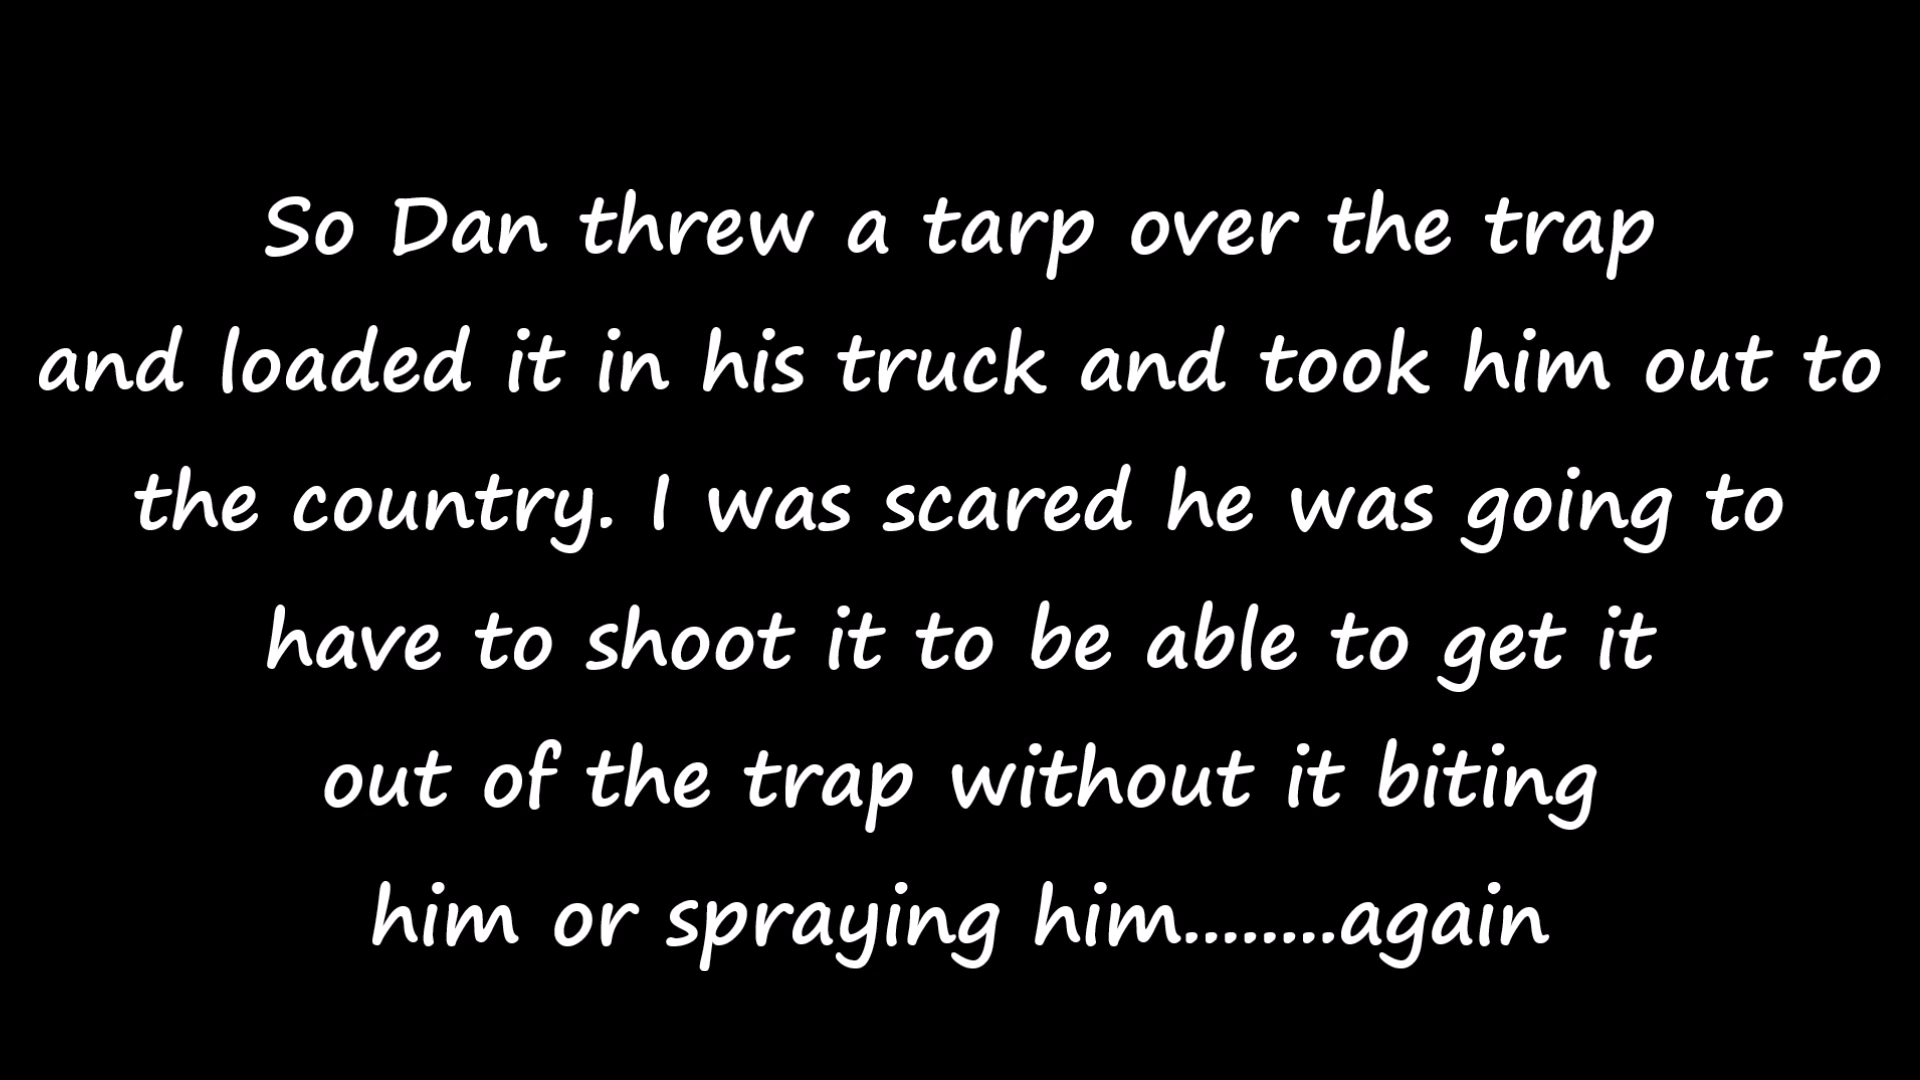 So Dan threw a tarp over the trap
and loaded it in his truck and took him out to
the country. I was scared he was going to
have to shoot it to be able to get it
out of the trap without it biting
him or spraying him........again